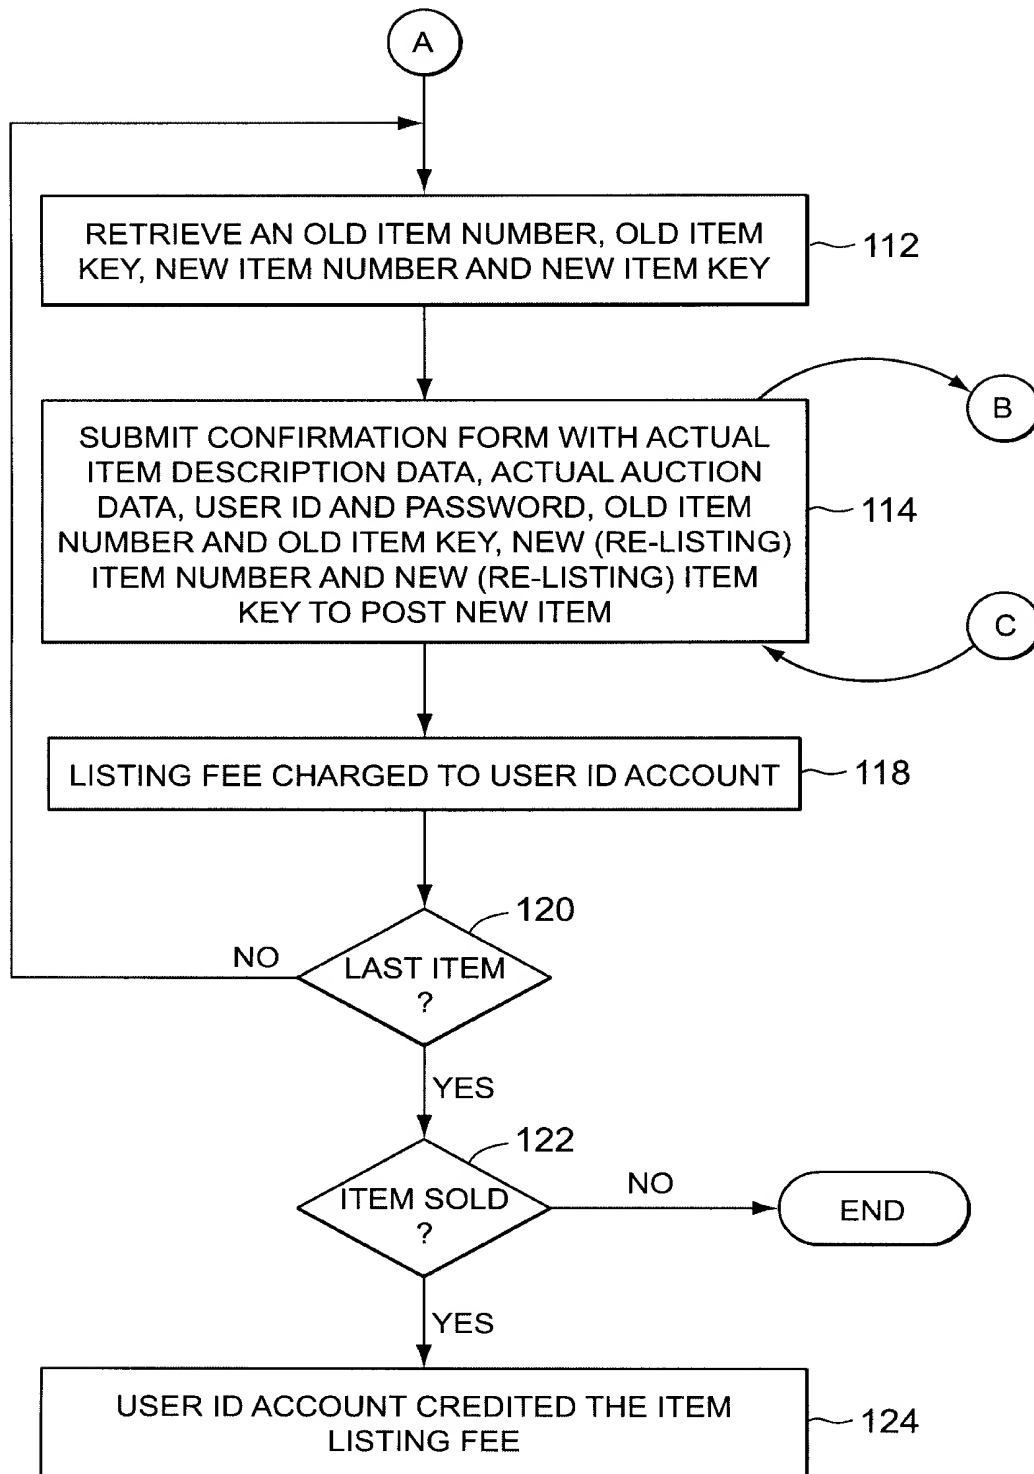 A
RETRIEVE AN OLD ITEM NUMBER, OLD ITEM
KEY, NEW ITEM NUMBER AND NEW ITEM KEY
112
B
SUBMIT CONFIRMATION FORM WITH ACTUAL
ITEM DESCRIPTION DATA, ACTUAL AUCTION
DATA, USER ID AND PASSWORD, OLD ITEM
NUMBER AND OLD ITEM KEY, NEW (RE-LISTING)
ITEM NUMBER AND NEW (RE-LISTING) ITEM
KEY TO POST NEW ITEM
114
C
LISTING FEE CHARGED TO USER ID ACCOUNT
118
120
NO
LAST ITEM
?
YES
122
ITEM SOLD
?
NO
END
YES
USER ID ACCOUNT CREDITED THE ITEM
LISTING FEE
124